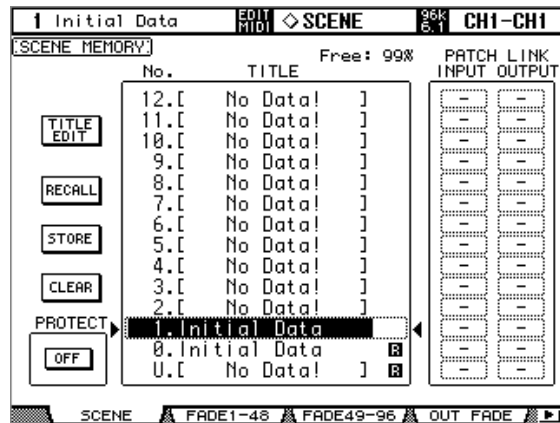 1 Initial Data EDIT MIDI ◇SCENE 96k 6.1 CH1-CH1
SCENE MEMORY
Free: 99% PATCH LINK
No. TITLE INPUT OUTPUT
12.[ No Data! ] - -
TITLE EDIT
11.[ No Data! ] - -
10.[ No Data! ] - -
9.[ No Data! ] - -
RECALL
8.[ No Data! ] - -
7.[ No Data! ] - -
6.[ No Data! ] - -
STORE
5.[ No Data! ] - -
4.[ No Data! ] - -
CLEAR
3.[ No Data! ] - -
2.[ No Data! ] - -
PROTECT
1.Initial Data - -
OFF
0.Initial Data R - -
U.[ No Data! ] R - -
SCENE FADE1-48 FADE49-96 OUT FADE